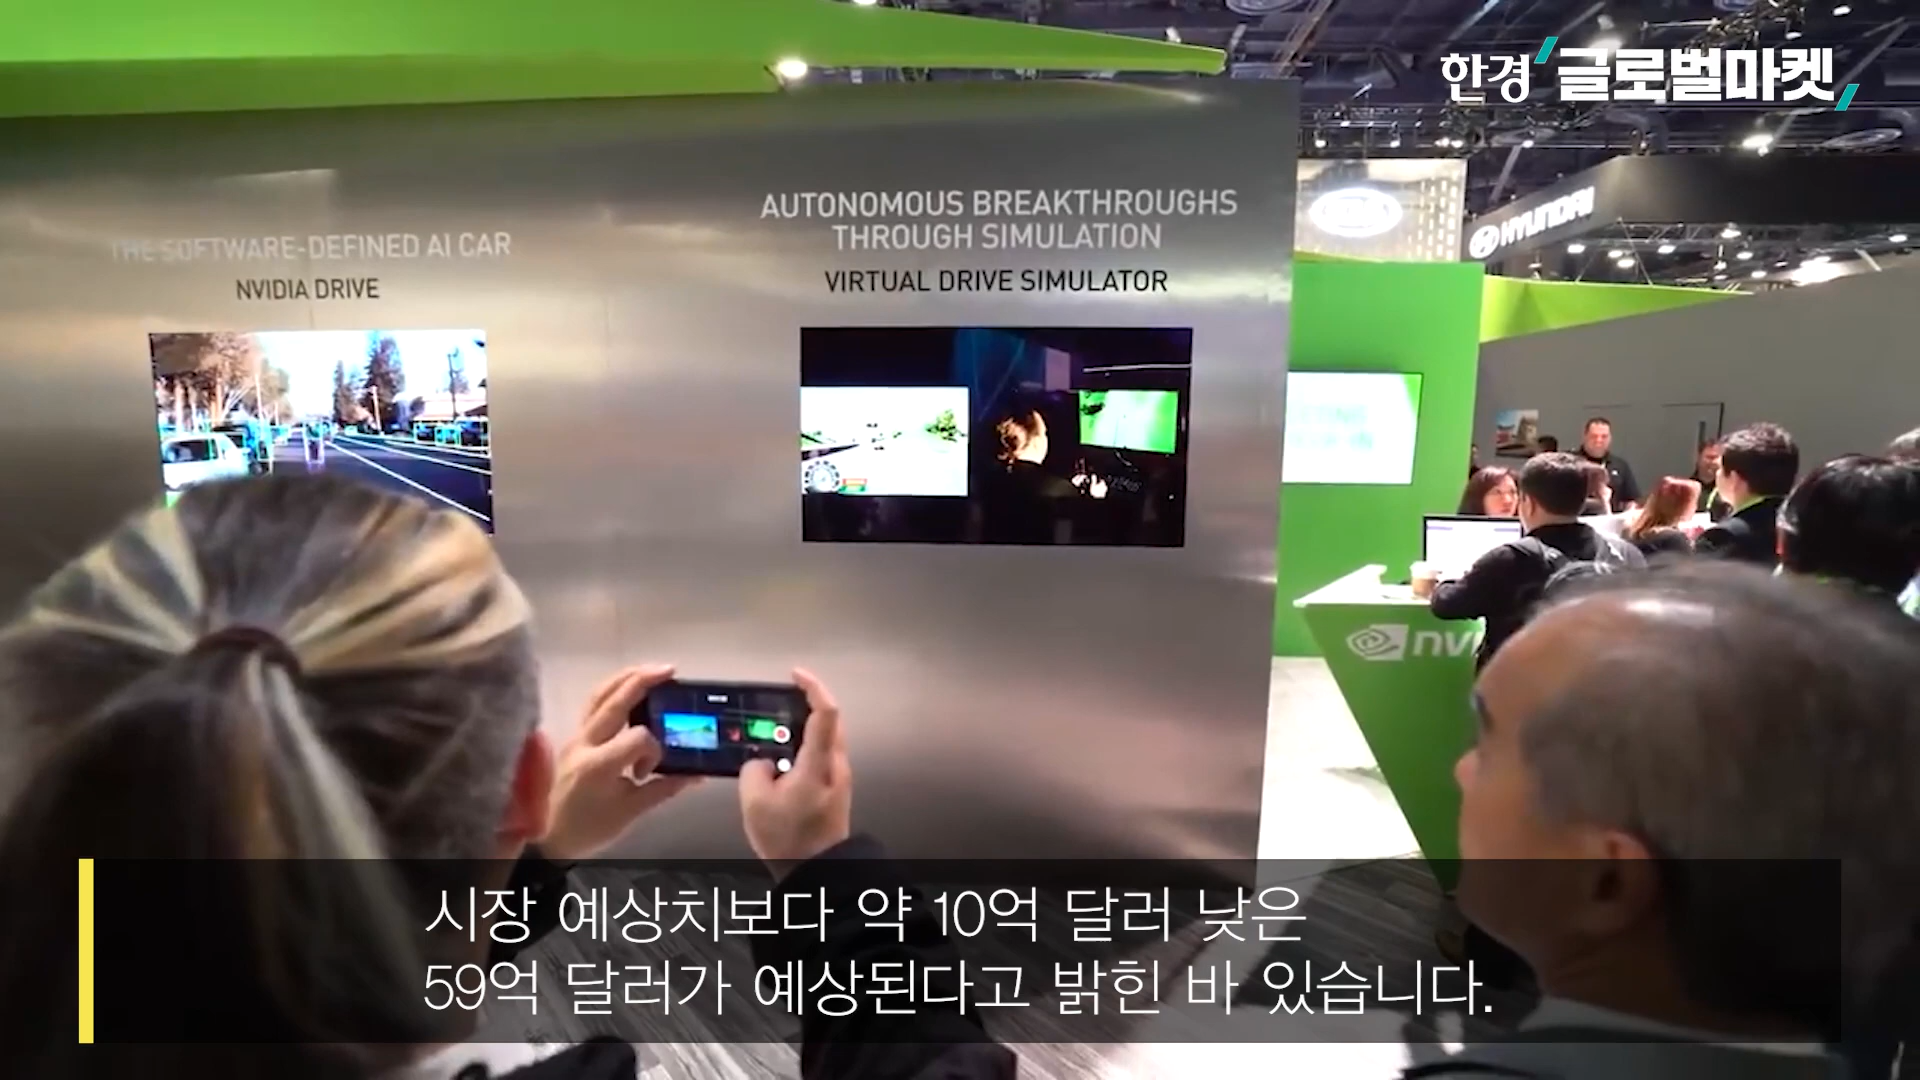 한경 글로벌마켓
AUTONOMOUS BREAKTHROUGHS
THROUGH SIMULATION
VIRTUAL DRIVE SIMULATOR
THE SOFTWARE-DEFINED AI CAR
NVIDIA DRIVE
KIA
HYUNDAI
시장 예상치보다 약 10억 달러 낮은
59억 달러가 예상된다고 밝힌 바 있습니다.